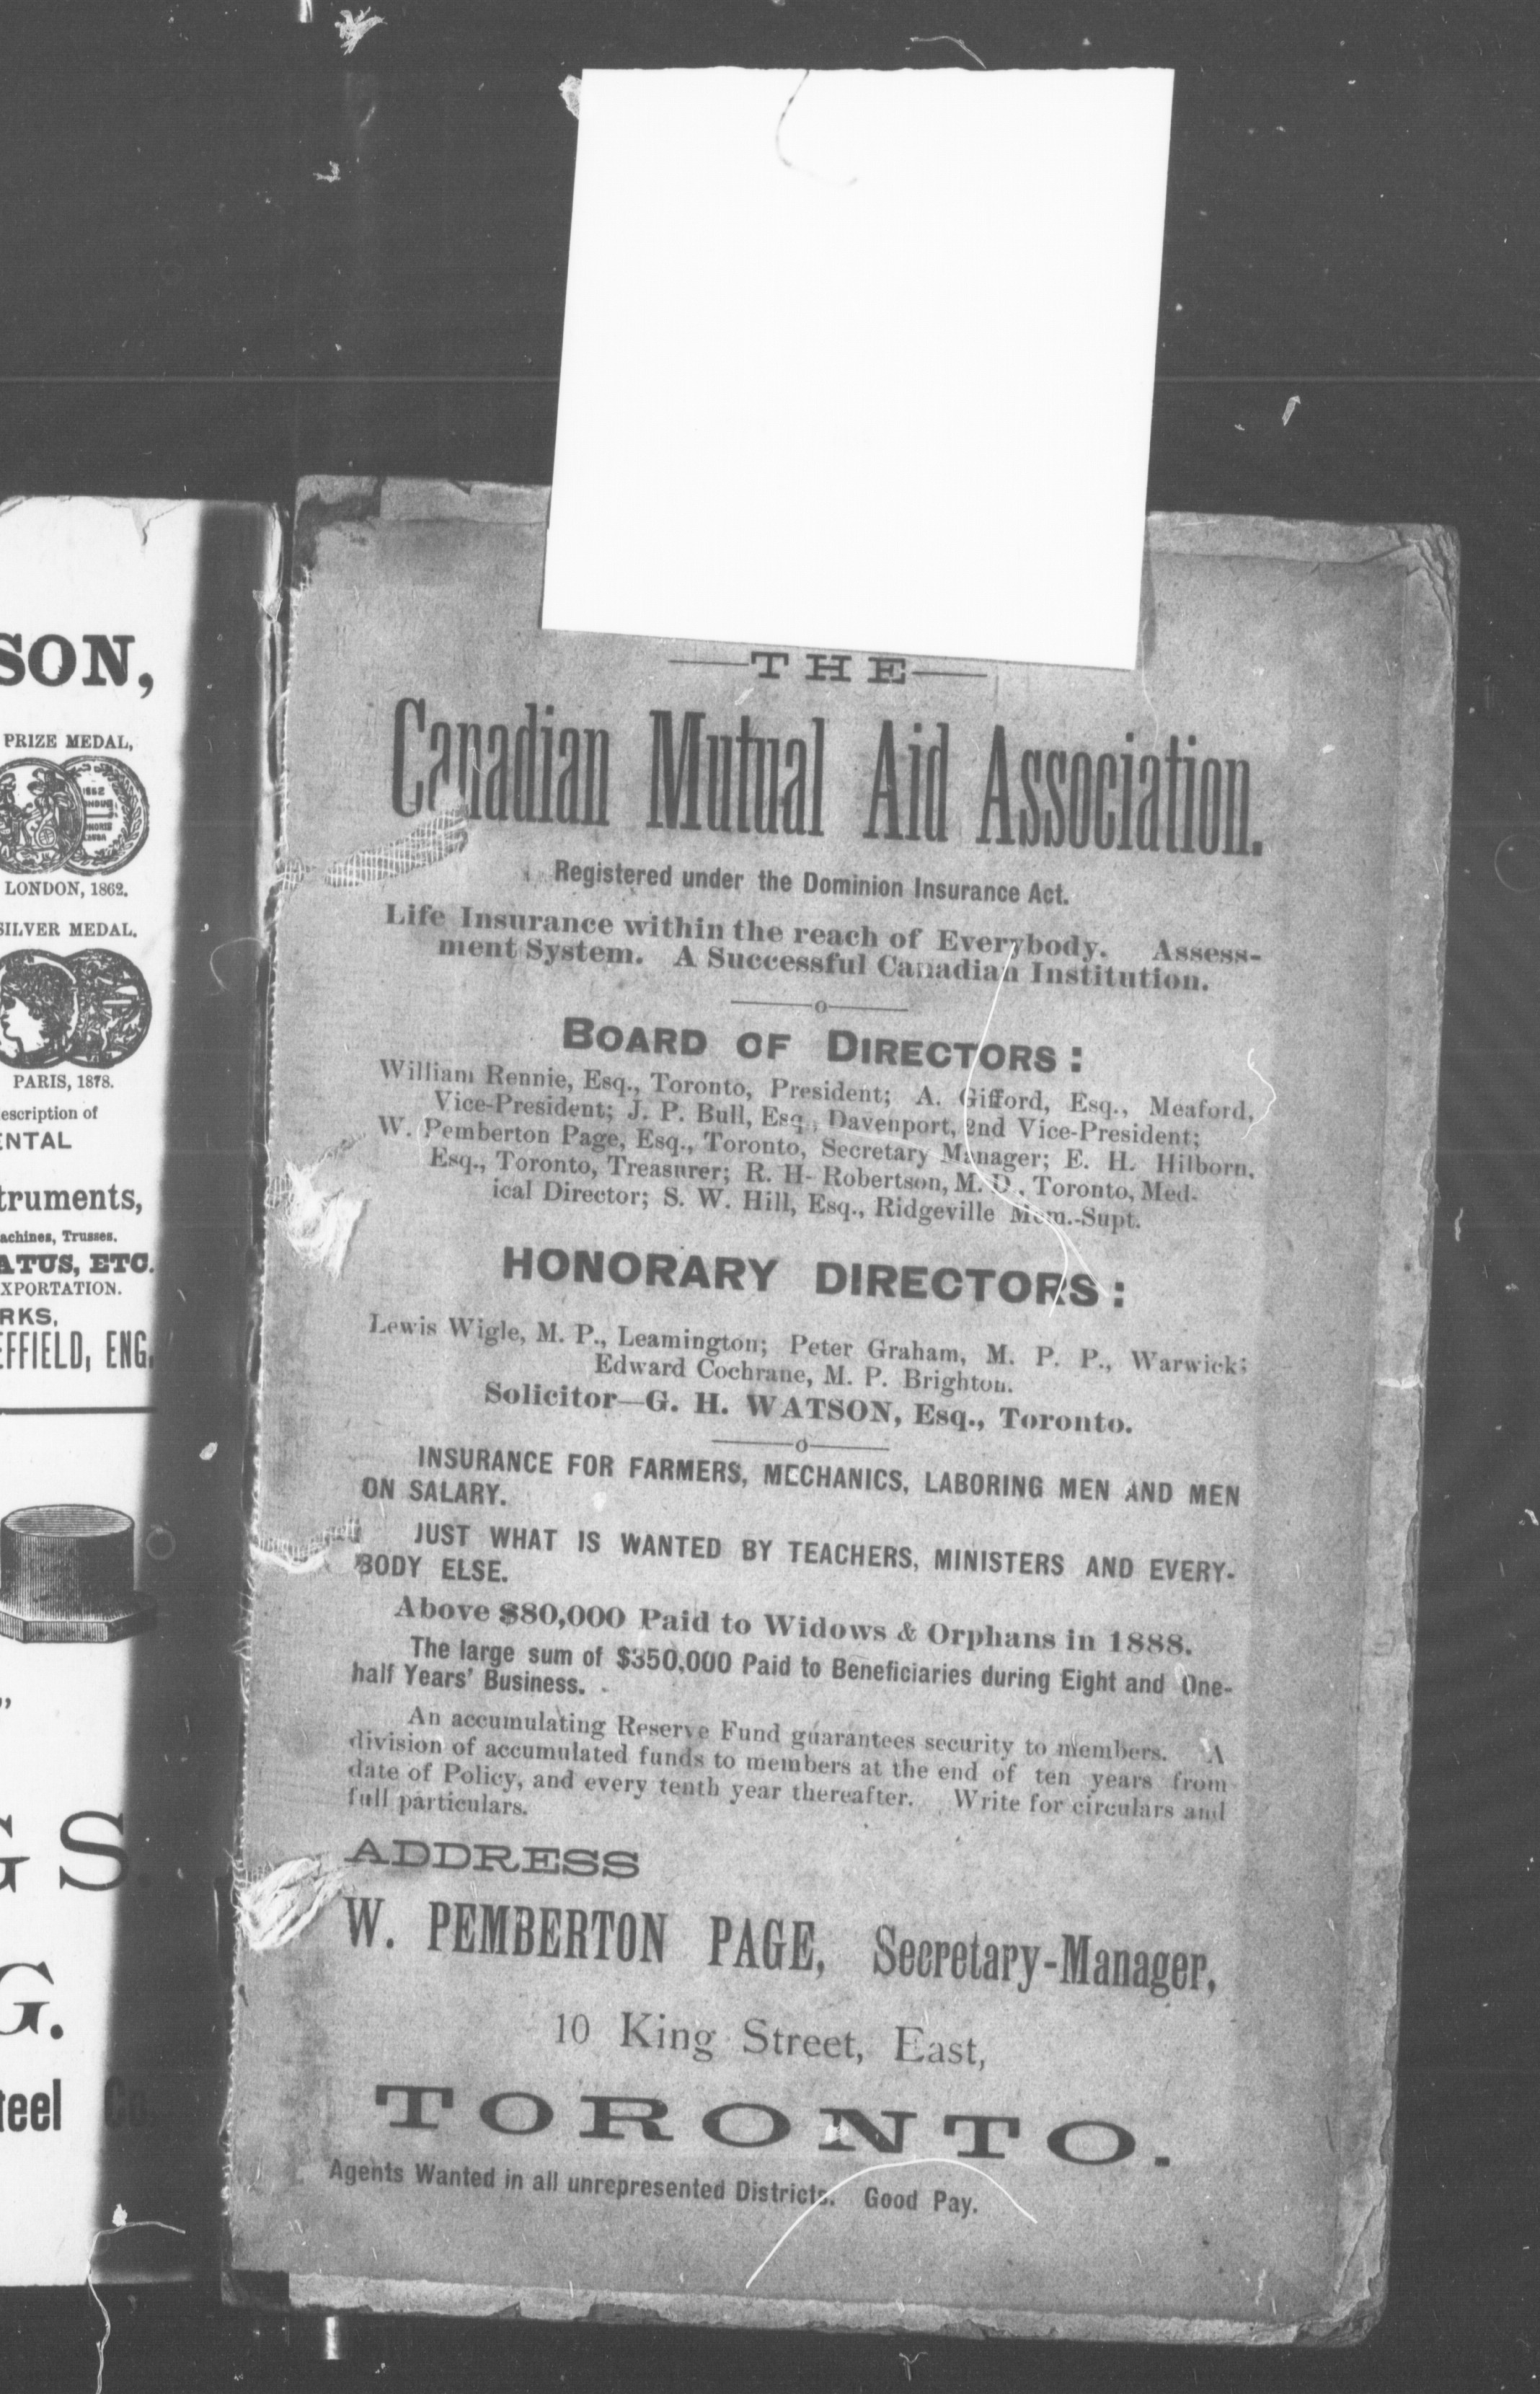 SON,
PRIZE MEDAL,
1862
LONDON, 1862.
SILVER MEDAL.
PARIS, 1878.
escription of
ENTAL
truments,
achines, Trusses.
ATUS, ETC.
XPORTATION.
RKS,
EFFIELD, ENG.
"
G S.
G.
teel Co.
THE
Canadian Mutual Aid Association.
Registered under the Dominion Insurance Act.
Life Insurance within the reach of Everybody. Assess-
ment System. A Successful Canadian Institution.
o
BOARD OF DIRECTORS:
William Rennie, Esq., Toronto, President; A. Gifford, Esq., Meaford,
Vice-President; J. P. Bull, Esq., Davenport, 2nd Vice-President;
W. Pemberton Page, Esq., Toronto, Secretary Manager; E. H. Hilborn,
Esq., Toronto, Treasurer; R. H- Robertson, M. D., Toronto, Med-
ical Director; S. W. Hill, Esq., Ridgeville Mem.-Supt.
HONORARY DIRECTORS:
Lewis Wigle, M. P., Leamington; Peter Graham, M. P. P., Warwick;
Edward Cochrane, M. P. Brighton.
Solicitor—G. H. WATSON, Esq., Toronto.
o
INSURANCE FOR FARMERS, MECHANICS, LABORING MEN AND MEN
ON SALARY.
JUST WHAT IS WANTED BY TEACHERS, MINISTERS AND EVERY-
BODY ELSE.
Above $80,000 Paid to Widows & Orphans in 1888.
The large sum of $350,000 Paid to Beneficiaries during Eight and One-
half Years' Business.
An accumulating Reserve Fund guarantees security to members. A
division of accumulated funds to members at the end of ten years from
date of Policy, and every tenth year thereafter. Write for circulars and
full particulars.
ADDRESS
W. PEMBERTON PAGE, Secretary-Manager,
10 King Street, East,
TORONTO.
Agents Wanted in all unrepresented Districts. Good Pay.